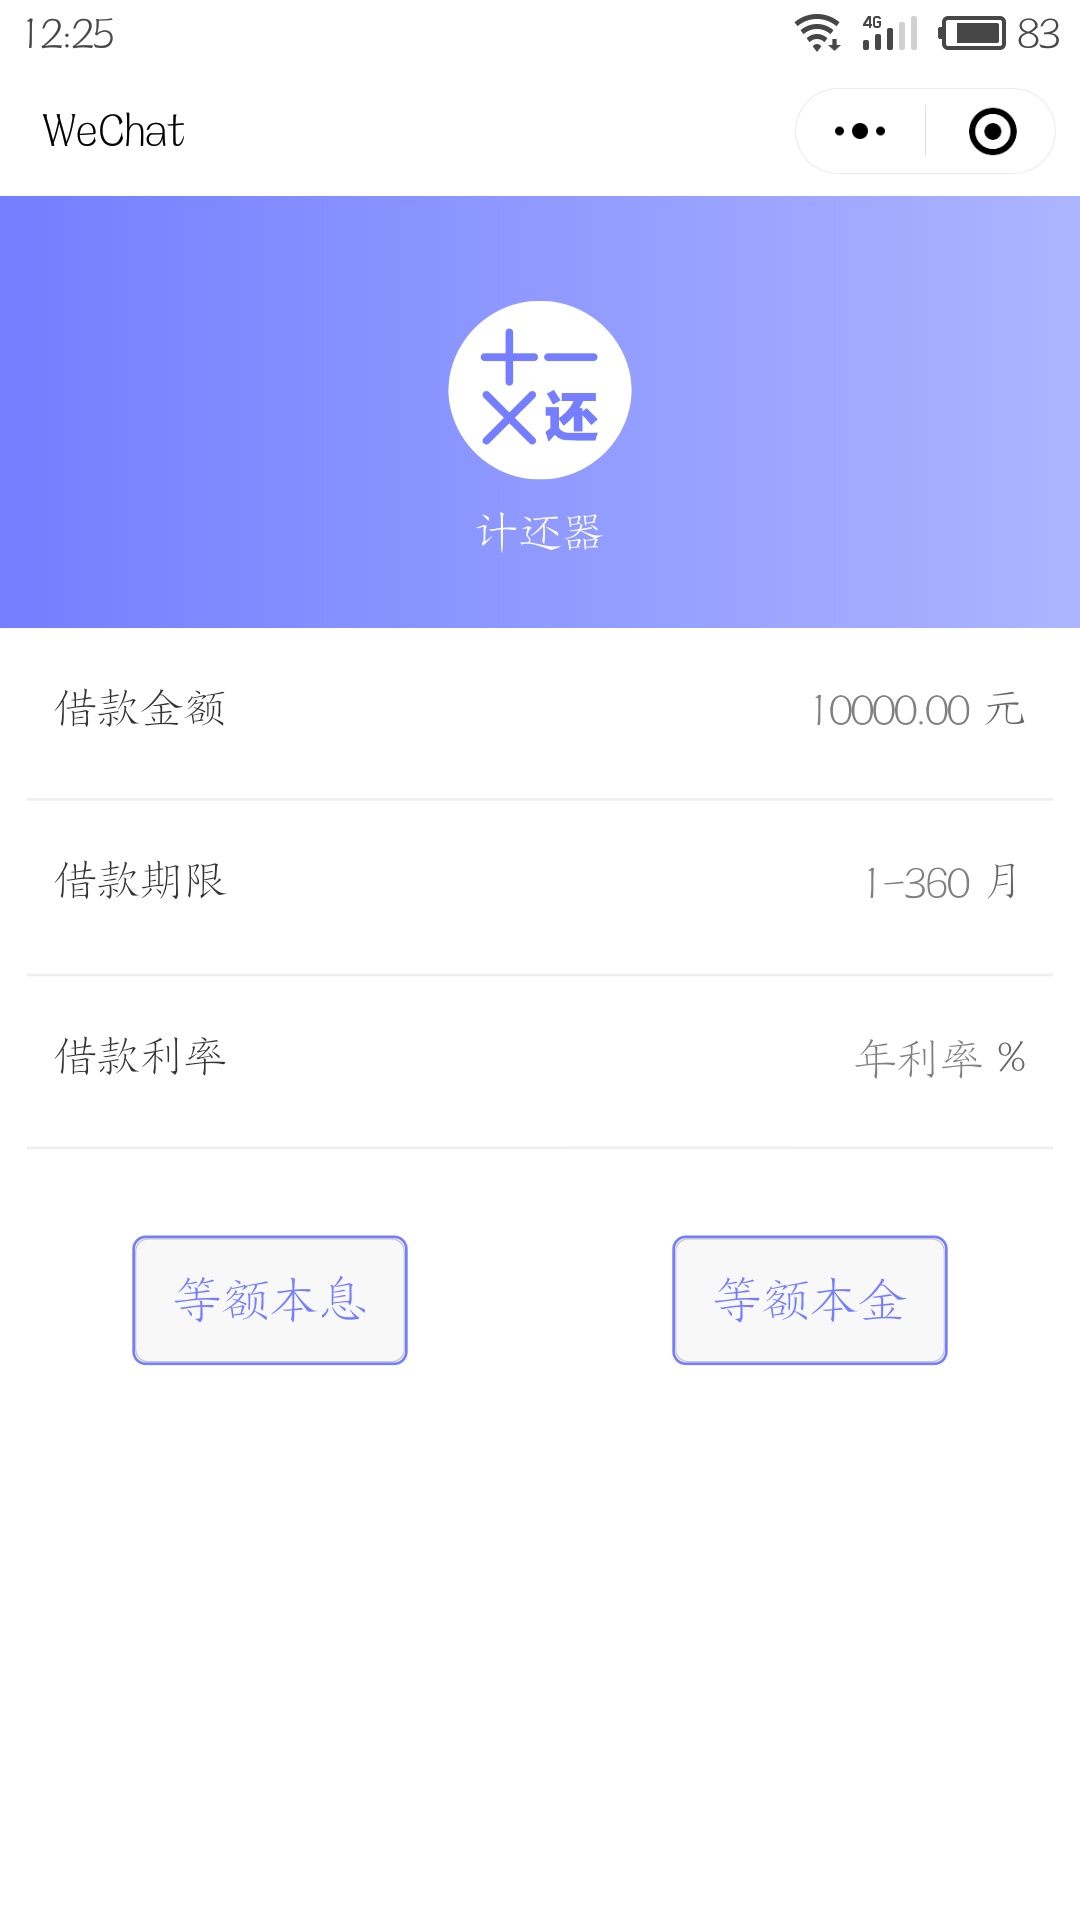 12:25
4G
83
WeChat
还
计还器
借款金额 10000.00 元
借款期限 1-360 月
借款利率 年利率 %
等额本息 等额本金